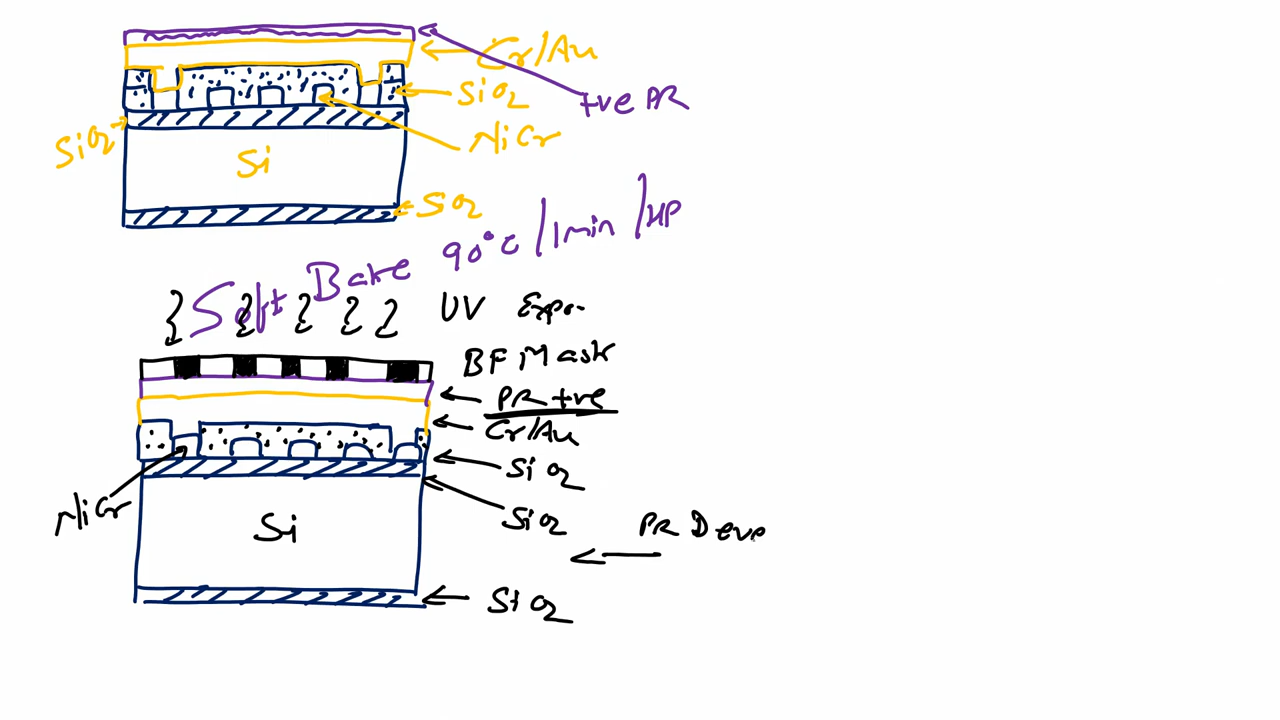 Cr/Au
SiO2
+ve PR
NiCr
SiO2
Si
SiO2
Soft Bake 90°C /1min /HP
UV Expo.
BF Mask
PR +ve
Cr/Au
SiO2
NiCr
SiO2
Si
PR Deve
SiO2